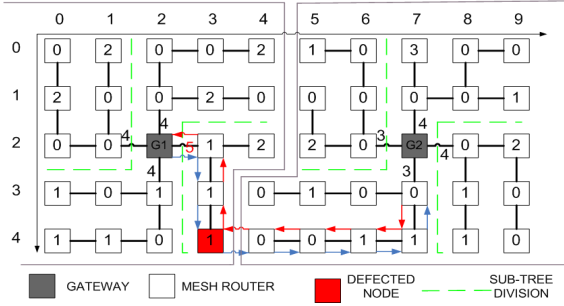 0 1 2 3 4 5 6 7 8 9
0 0 2 0 0 2 1 0 3 0 0
1 2 0 0 2 0 0 0 0 0 1
4 4
2 0 0 4 G1 5 1 2 2 0 3 G2 0 2
4 3 4
3 1 0 1 1 0 1 0 0 1 0
4 1 1 0 1 0 0 1 1 1 0
GATEWAY MESH ROUTER DEFECTED NODE SUB-TREE DIVISION